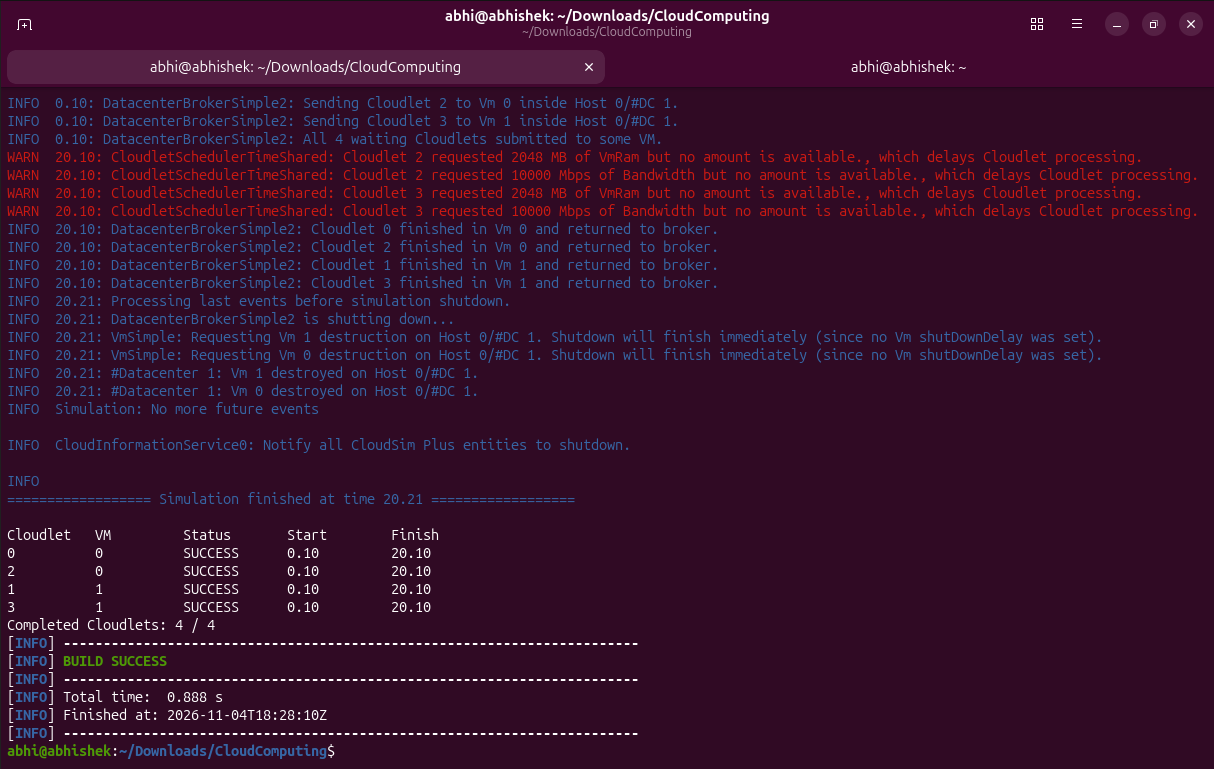 abhi@abhishek: ~/Downloads/CloudComputing
~/Downloads/CloudComputing
abhi@abhishek: ~/Downloads/CloudComputing
abhi@abhishek: ~
INFO  0.10: DatacenterBrokerSimple2: Sending Cloudlet 2 to Vm 0 inside Host 0/#DC 1.
INFO  0.10: DatacenterBrokerSimple2: Sending Cloudlet 3 to Vm 1 inside Host 0/#DC 1.
INFO  0.10: DatacenterBrokerSimple2: All 4 waiting Cloudlets submitted to some VM.
WARN  20.10: CloudletSchedulerTimeShared: Cloudlet 2 requested 2048 MB of VmRam but no amount is available., which delays Cloudlet processing.
WARN  20.10: CloudletSchedulerTimeShared: Cloudlet 2 requested 10000 Mbps of Bandwidth but no amount is available., which delays Cloudlet processing.
WARN  20.10: CloudletSchedulerTimeShared: Cloudlet 3 requested 2048 MB of VmRam but no amount is available., which delays Cloudlet processing.
WARN  20.10: CloudletSchedulerTimeShared: Cloudlet 3 requested 10000 Mbps of Bandwidth but no amount is available., which delays Cloudlet processing.
INFO  20.10: DatacenterBrokerSimple2: Cloudlet 0 finished in Vm 0 and returned to broker.
INFO  20.10: DatacenterBrokerSimple2: Cloudlet 2 finished in Vm 0 and returned to broker.
INFO  20.10: DatacenterBrokerSimple2: Cloudlet 1 finished in Vm 1 and returned to broker.
INFO  20.10: DatacenterBrokerSimple2: Cloudlet 3 finished in Vm 1 and returned to broker.
INFO  20.21: Processing last events before simulation shutdown.
INFO  20.21: DatacenterBrokerSimple2 is shutting down...
INFO  20.21: VmSimple: Requesting Vm 1 destruction on Host 0/#DC 1. Shutdown will finish immediately (since no Vm shutDownDelay was set).
INFO  20.21: VmSimple: Requesting Vm 0 destruction on Host 0/#DC 1. Shutdown will finish immediately (since no Vm shutDownDelay was set).
INFO  20.21: #Datacenter 1: Vm 1 destroyed on Host 0/#DC 1.
INFO  20.21: #Datacenter 1: Vm 0 destroyed on Host 0/#DC 1.
INFO  Simulation: No more future events
INFO  CloudInformationService0: Notify all CloudSim Plus entities to shutdown.
INFO
================== Simulation finished at time 20.21 ==================
Cloudlet   VM         Status       Start        Finish
0          0          SUCCESS      0.10         20.10
2          0          SUCCESS      0.10         20.10
1          1          SUCCESS      0.10         20.10
3          1          SUCCESS      0.10         20.10
Completed Cloudlets: 4 / 4
[INFO] ------------------------------------------------------------------------
[INFO] BUILD SUCCESS
[INFO] ------------------------------------------------------------------------
[INFO] Total time:  0.888 s
[INFO] Finished at: 2026-11-04T18:28:10Z
[INFO] ------------------------------------------------------------------------
abhi@abhishek:~/Downloads/CloudComputing$